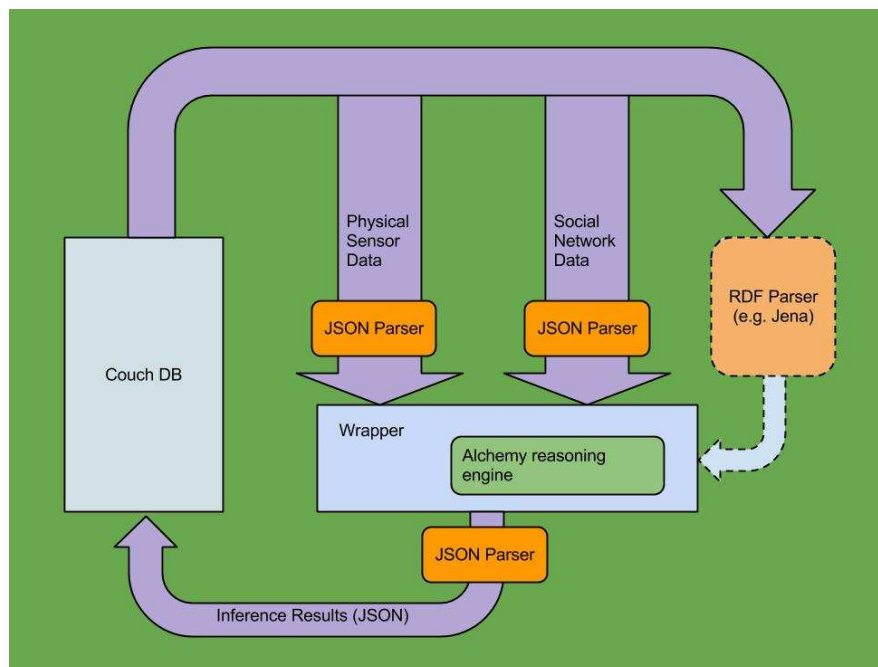 Physical
Sensor
Data
Social
Network
Data
RDF Parser
(e.g. Jena)
JSON Parser
JSON Parser
Couch DB
Wrapper
Alchemy reasoning
engine
JSON Parser
Inference Results (JSON)